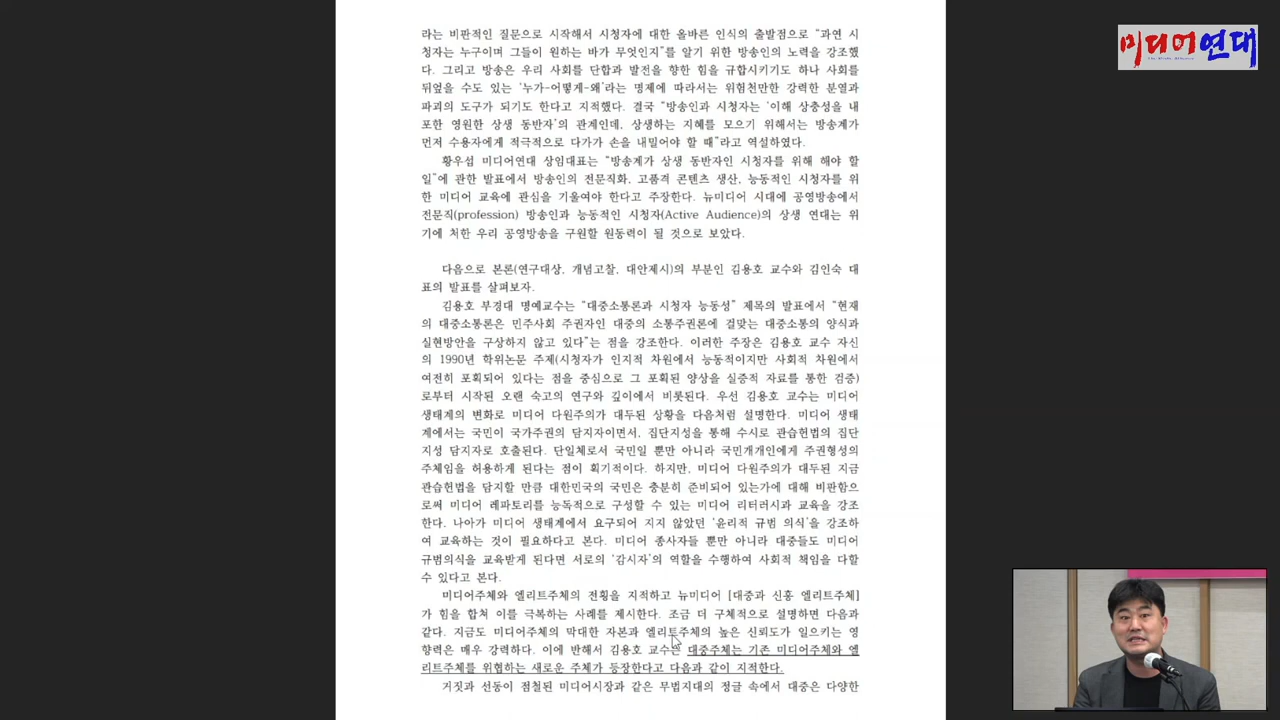 라는 비판적인 질문으로 시작해서 시청자에 대한 올바른 인식의 출발점으로 “과연 시
청자는 누구이며 그들이 원하는 바가 무엇인지”를 알기 위한 방송인의 노력을 강조했
다. 그리고 방송은 우리 사회를 단합과 발전을 향한 힘을 규합시키기도 하나 사회를
뒤엎을 수도 있는 ‘누가-어떻게-왜’라는 명제에 따라서는 위험천만한 강력한 분열과
파괴의 도구가 되기도 한다고 지적했다. 결국 “방송인과 시청자는 ‘이해 상충성을 내
포한 영원한 상생 동반자’의 관계인데, 상생하는 지혜를 모으기 위해서는 방송계가
먼저 수용자에게 적극적으로 다가가 손을 내밀어야 할 때”라고 역설하였다.
황우섭 미디어연대 상임대표는 “방송계가 상생 동반자인 시청자를 위해 해야 할
일”에 관한 발표에서 방송인의 전문직화, 고품격 콘텐츠 생산, 능동적인 시청자를 위
한 미디어 교육에 관심을 기울여야 한다고 주장한다. 뉴미디어 시대에 공영방송에서
전문직(profession) 방송인과 능동적인 시청자(Active Audience)의 상생 연대는 위
기에 처한 우리 공영방송을 구원할 원동력이 될 것으로 보았다.
다음으로 본론(연구대상, 개념고찰, 대안제시)의 부분인 김용호 교수와 김인숙 대
표의 발표를 살펴보자.
김용호 부경대 명예교수는 “대중소통론과 시청자 능동성” 제목의 발표에서 “현재
의 대중소통론은 민주사회 주권자인 대중의 소통주권론에 걸맞는 대중소통의 양식과
실현방안을 구상하지 않고 있다”는 점을 강조한다. 이러한 주장은 김용호 교수 자신
의 1990년 학위논문 주제(시청자가 인지적 차원에서 능동적이지만 사회적 차원에서
여전히 포획되어 있다는 점을 중심으로 그 포획된 양상을 실증적 자료를 통한 검증)
로부터 시작된 오랜 숙고의 연구와 깊이에서 비롯된다. 우선 김용호 교수는 미디어
생태계의 변화로 미디어 다원주의가 대두된 상황을 다음처럼 설명한다. 미디어 생태
계에서는 국민이 국가주권의 담지자이면서, 집단지성을 통해 수시로 관습헌법의 집단
지성 담지자로 호출된다. 단일체로서 국민일 뿐만 아니라 국민개개인에게 주권형성의
주체임을 허용하게 된다는 점이 획기적이다. 하지만, 미디어 다원주의가 대두된 지금
관습헌법을 담지할 만큼 대한민국의 국민은 충분히 준비되어 있는가에 대해 비판함으
로써 미디어 레파토리를 능독적으로 구성할 수 있는 미디어 리터러시과 교육을 강조
한다. 나아가 미디어 생태계에서 요구되어 지지 않았던 ‘윤리적 규범 의식’을 강조하
여 교육하는 것이 필요하다고 본다. 미디어 종사자들 뿐만 아니라 대중들도 미디어
규범의식을 교육받게 된다면 서로의 ‘감시자’의 역할을 수행하여 사회적 책임을 다할
수 있다고 본다.
미디어주체와 엘리트주체의 전횡을 지적하고 뉴미디어 [대중과 신흥 엘리트주체]
가 힘을 합쳐 이를 극복하는 사례를 제시한다. 조금 더 구체적으로 설명하면 다음과
같다. 지금도 미디어주체의 막대한 자본과 엘리트주체의 높은 신뢰도가 일으키는 영
향력은 매우 강력하다. 이에 반해서 김용호 교수는 대중주체는 기존 미디어주체와 엘
리트주체를 위협하는 새로운 주체가 등장한다고 다음과 같이 지적한다.
거짓과 선동이 점철된 미디어시장과 같은 무법지대의 정글 속에서 대중은 다양한
미디어연대